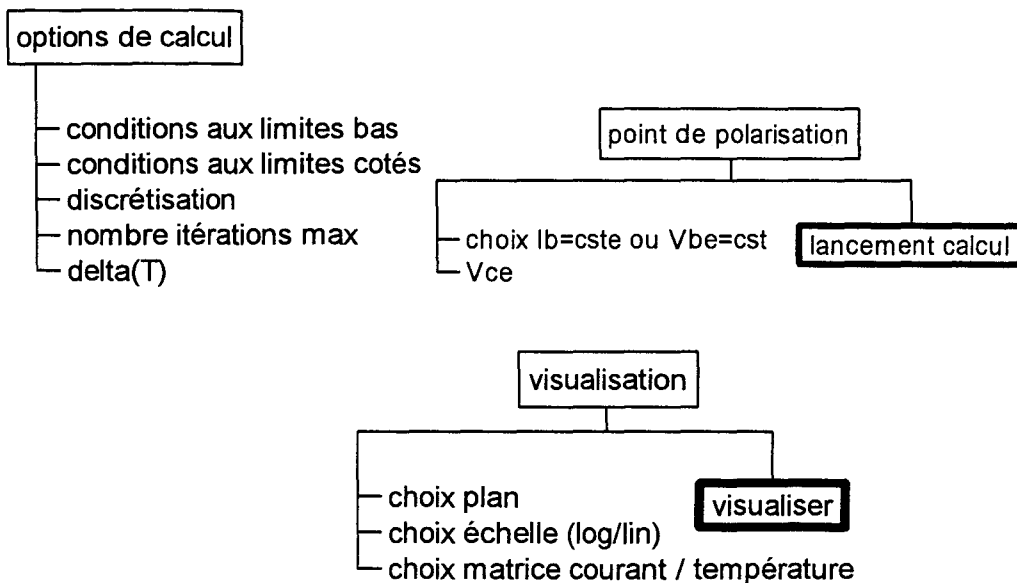 options de calcul
conditions aux limites bas
conditions aux limites cotés
discrétisation
nombre itérations max
delta(T)
point de polarisation
choix Ib=cste ou Vbe=cst
Vce
lancement calcul
visualisation
choix plan
choix échelle (log/lin)
choix matrice courant / température
visualiser